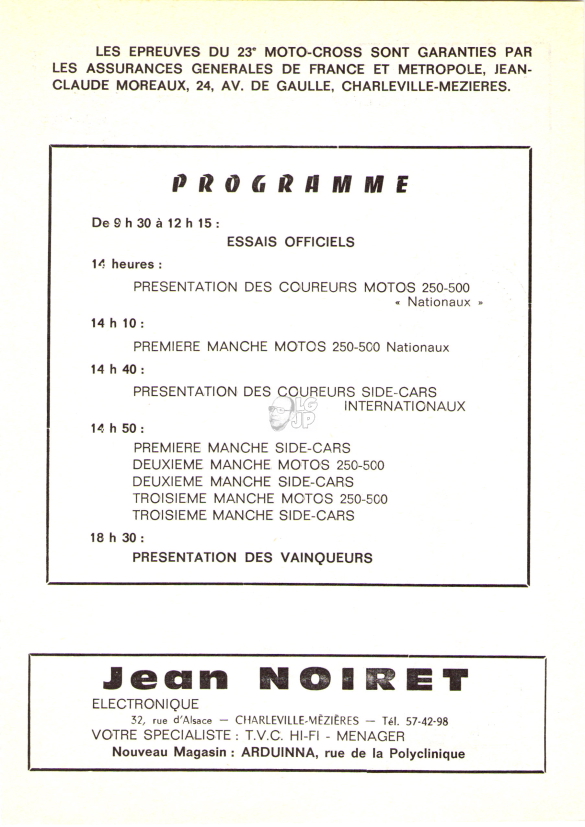 LES EPREUVES DU 23e MOTO-CROSS SONT GARANTIES PAR
LES ASSURANCES GENERALES DE FRANCE ET METROPOLE, JEAN-
CLAUDE MOREAUX, 24, AV. DE GAULLE, CHARLEVILLE-MEZIERES.
PROGRAMME
De 9 h 30 à 12 h 15 :
ESSAIS OFFICIELS
14 heures :
PRESENTATION DES COUREURS MOTOS 250-500
« Nationaux »
14 h 10 :
PREMIERE MANCHE MOTOS 250-500 Nationaux
14 h 40 :
PRESENTATION DES COUREURS SIDE-CARS
INTERNATIONAUX
LG
JP
14 h 50 :
PREMIERE MANCHE SIDE-CARS
DEUXIEME MANCHE MOTOS 250-500
DEUXIEME MANCHE SIDE-CARS
TROISIEME MANCHE MOTOS 250-500
TROISIEME MANCHE SIDE-CARS
18 h 30 :
PRESENTATION DES VAINQUEURS
Jean NOIRET
ELECTRONIQUE
32, rue d'Alsace — CHARLEVILLE-MÉZIÈRES — Tél. 57-42-98
VOTRE SPECIALISTE : T.V.C. HI-FI - MENAGER
Nouveau Magasin : ARDUINNA, rue de la Polyclinique